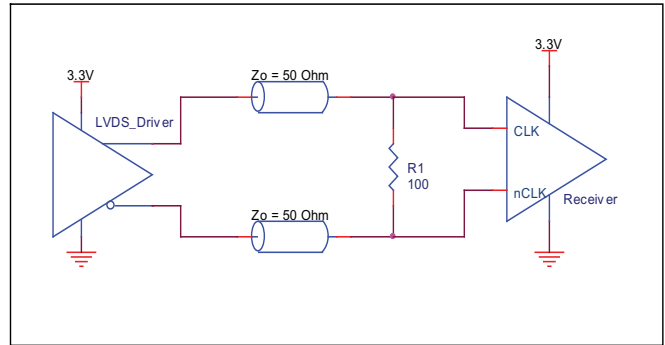 3.3V
LVDS_Driver
Zo = 50 Ohm
Zo = 50 Ohm
R1
100
3.3V
CLK
nCLK
Receiver